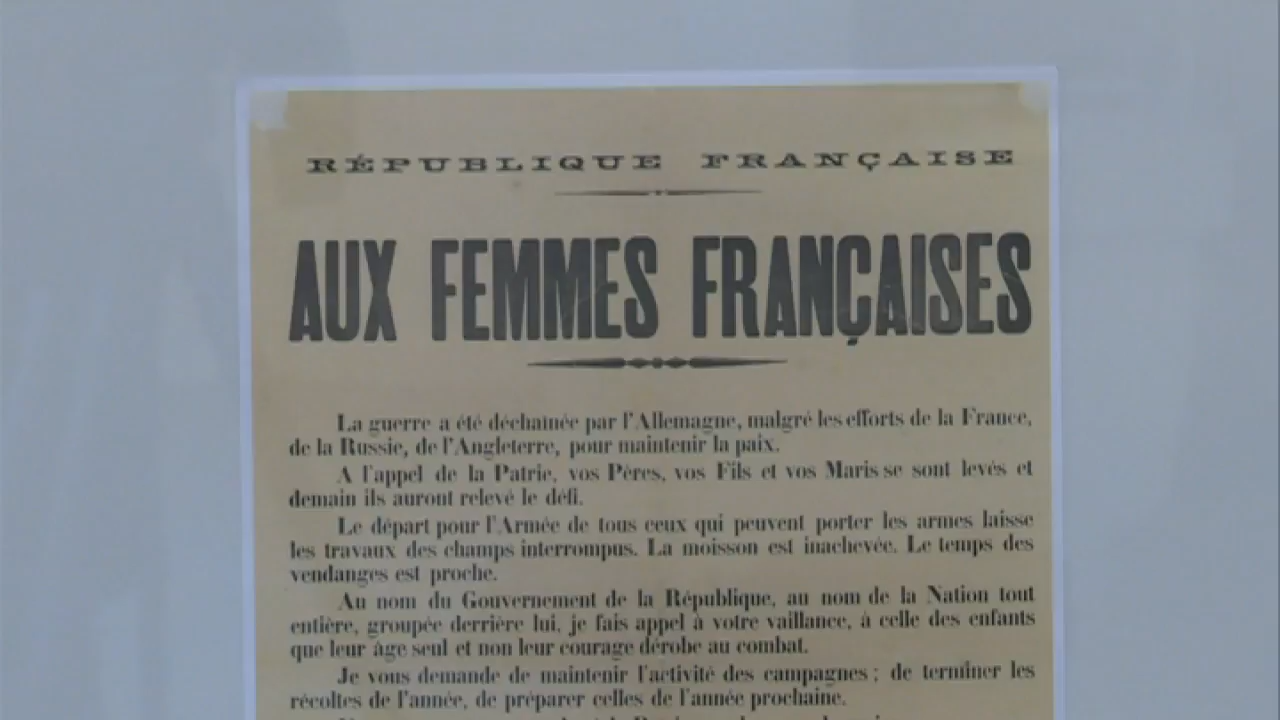 RÉPUBLIQUE FRANÇAISE
AUX FEMMES FRANÇAISES
La guerre a été déchaînée par l'Allemagne, malgré les efforts de la France,
de la Russie, de l'Angleterre, pour maintenir la paix.
A l'appel de la Patrie, vos Pères, vos Fils et vos Maris se sont levés et
demain ils auront relevé le défi.
Le départ pour l'Armée de tous ceux qui peuvent porter les armes laisse
les travaux des champs interrompus. La moisson est inachevée. Le temps des
vendanges est proche.
Au nom du Gouvernement de la République, au nom de la Nation tout
entière, groupée derrière lui, je fais appel à votre vaillance, à celle des enfants
que leur âge seul et non leur courage dérobe au combat.
Je vous demande de maintenir l'activité des campagnes ; de terminer les
récoltes de l'année, de préparer celles de l'année prochaine.